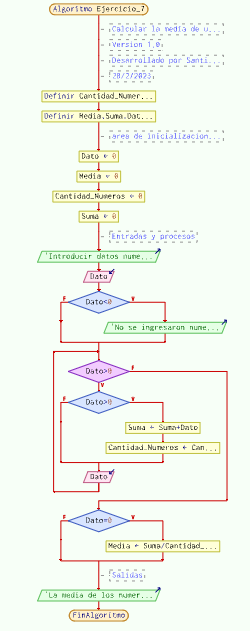 Algoritmo Ejercicio_7
Calcular la media de u...
Version 1.0
Desarrollado por Santi...
28/2/2023
Definir Cantidad_Numer...
Definir Media,Suma,Dat...
area de inicialización...
Dato ← 0
Media ← 0
Cantidad_Numeros ← 0
Suma ← 0
Entradas y procesos
'Introducir datos nume...
Dato
F
Dato<0
V
'No se ingresaron nume...
Dato>0
F
V
F
Dato>0
V
Suma ← Suma+Dato
Cantidad_Numeros ← Can...
Dato
F
Dato=0
V
Media ← Suma/Cantidad_...
Salidas
'La media de los numer...
FinAlgoritmo